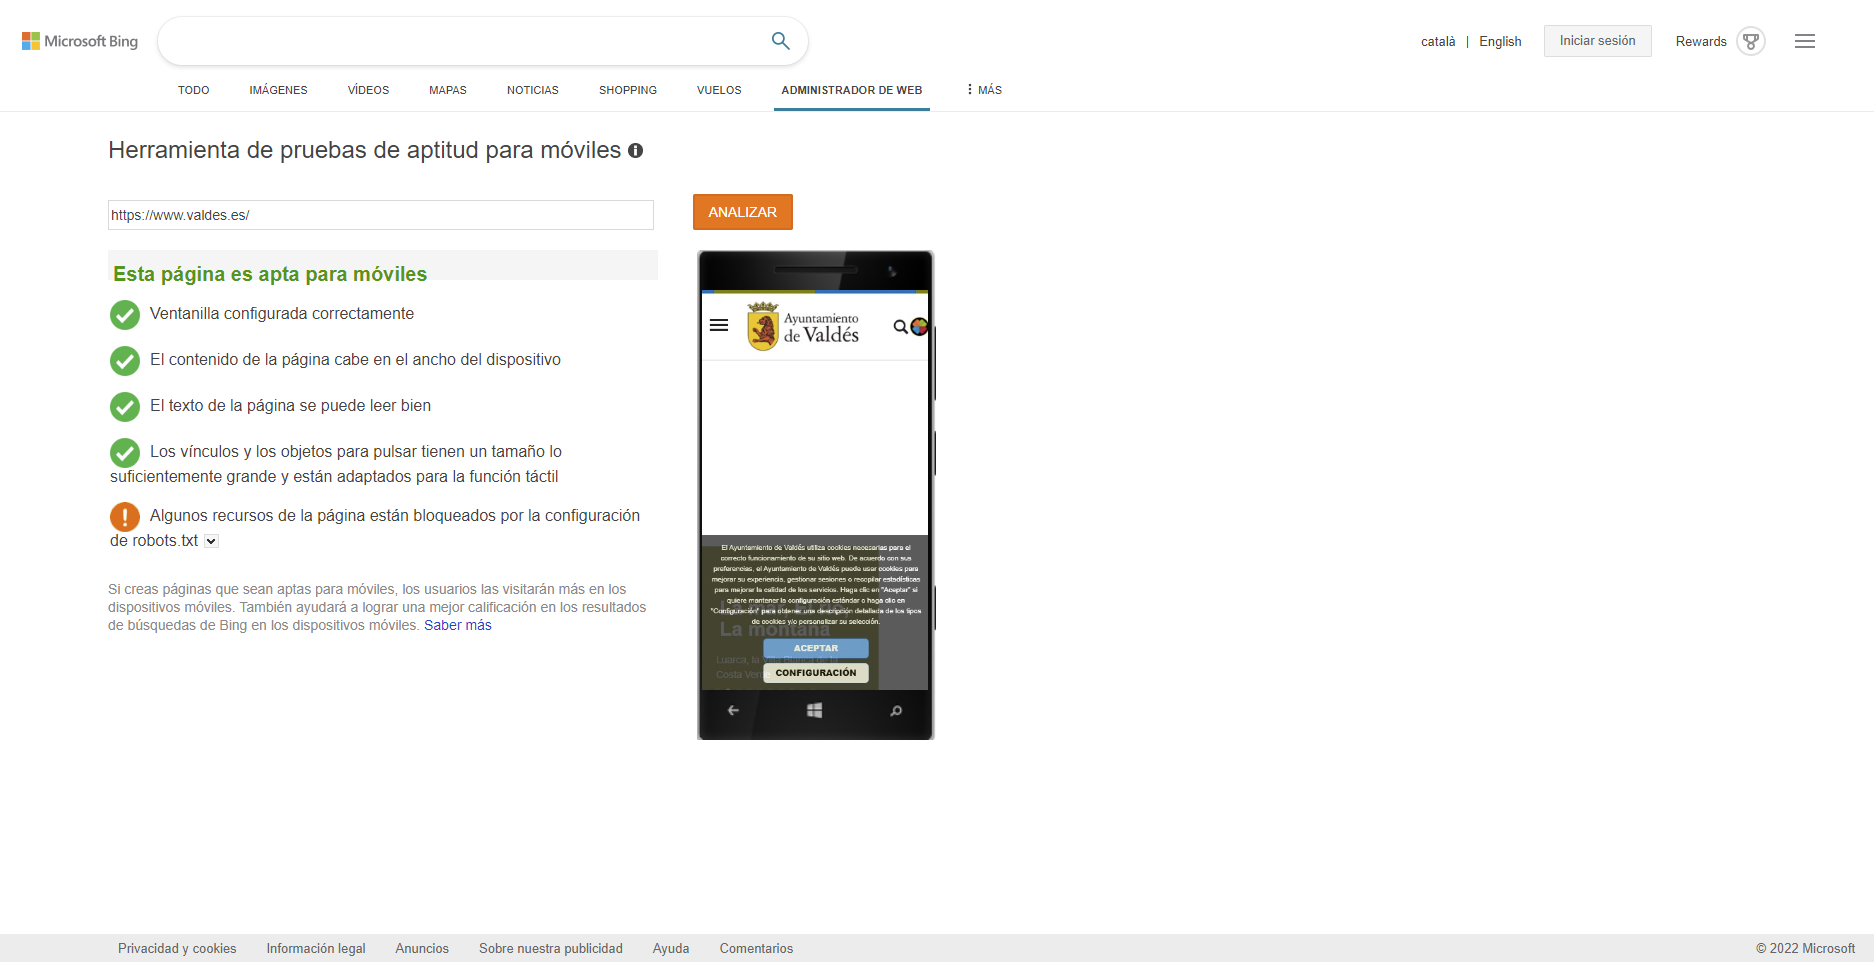 Microsoft Bing
català | English
Iniciar sesión
Rewards
TODO IMÁGENES VÍDEOS MAPAS NOTICIAS SHOPPING VUELOS ADMINISTRADOR DE WEB MÁS
Herramienta de pruebas de aptitud para móviles
https://www.valdes.es/
ANALIZAR
Esta página es apta para móviles
Ventanilla configurada correctamente
El contenido de la página cabe en el ancho del dispositivo
El texto de la página se puede leer bien
Los vínculos y los objetos para pulsar tienen un tamaño lo
suficientemente grande y están adaptados para la función táctil
Algunos recursos de la página están bloqueados por la configuración
de robots.txt
Si creas páginas que sean aptas para móviles, los usuarios las visitarán más en los
dispositivos móviles. También ayudará a lograr una mejor calificación en los resultados
de búsquedas de Bing en los dispositivos móviles. Saber más
Ayuntamiento
de Valdés
El Ayuntamiento de Valdés utiliza cookies necesarias para el
correcto funcionamiento de su sitio web. De acuerdo con sus
preferencias, el Ayuntamiento de Valdés puede usar cookies para
mejorar su experiencia, gestionar sesiones o recopilar estadísticas
para mejorar la calidad de los servicios. Haga clic en "Aceptar" si
quiere mantener la configuración estándar o haga clic en
"Configuración" para obtener una descripción detallada de los tipos
de cookies y/o personalizar su selección.
La montaña
ACEPTAR
Luarca, la
Costa Verde
CONFIGURACIÓN
Privacidad y cookies Información legal Anuncios Sobre nuestra publicidad Ayuda Comentarios
© 2022 Microsoft